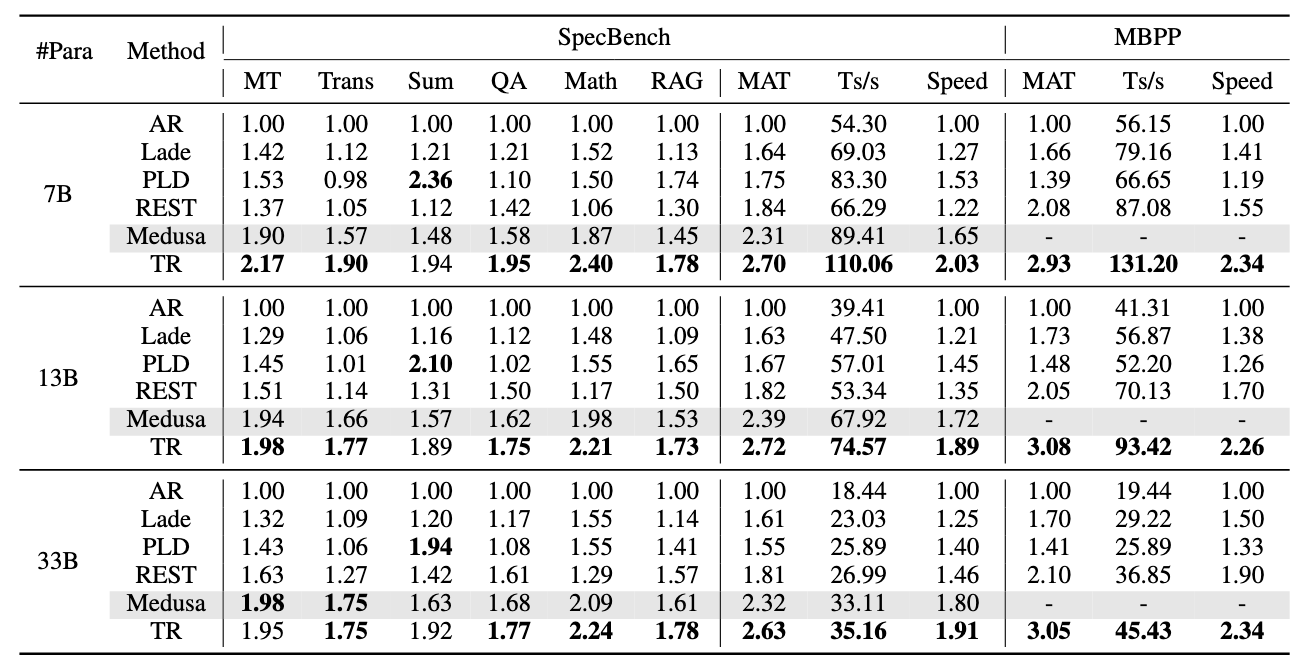 #Para Method SpecBench MBPP
MT Trans Sum QA Math RAG MAT Ts/s Speed MAT Ts/s Speed
7B
AR 1.00 1.00 1.00 1.00 1.00 1.00 1.00 54.30 1.00 1.00 56.15 1.00
Lade 1.42 1.12 1.21 1.21 1.52 1.13 1.64 69.03 1.27 1.66 79.16 1.41
PLD 1.53 0.98 2.36 1.10 1.50 1.74 1.75 83.30 1.53 1.39 66.65 1.19
REST 1.37 1.05 1.12 1.42 1.06 1.30 1.84 66.29 1.22 2.08 87.08 1.55
Medusa 1.90 1.57 1.48 1.58 1.87 1.45 2.31 89.41 1.65 - - -
TR 2.17 1.90 1.94 1.95 2.40 1.78 2.70 110.06 2.03 2.93 131.20 2.34
13B
AR 1.00 1.00 1.00 1.00 1.00 1.00 1.00 39.41 1.00 1.00 41.31 1.00
Lade 1.29 1.06 1.16 1.12 1.48 1.09 1.63 47.50 1.21 1.73 56.87 1.38
PLD 1.45 1.01 2.10 1.02 1.55 1.65 1.67 57.01 1.45 1.48 52.20 1.26
REST 1.51 1.14 1.31 1.50 1.17 1.50 1.82 53.34 1.35 2.05 70.13 1.70
Medusa 1.94 1.66 1.57 1.62 1.98 1.53 2.39 67.92 1.72 - - -
TR 1.98 1.77 1.89 1.75 2.21 1.73 2.72 74.57 1.89 3.08 93.42 2.26
33B
AR 1.00 1.00 1.00 1.00 1.00 1.00 1.00 18.44 1.00 1.00 19.44 1.00
Lade 1.32 1.09 1.20 1.17 1.55 1.14 1.61 23.03 1.25 1.70 29.22 1.50
PLD 1.43 1.06 1.94 1.08 1.55 1.41 1.55 25.89 1.40 1.41 25.89 1.33
REST 1.63 1.27 1.42 1.61 1.29 1.57 1.81 26.99 1.46 2.10 36.85 1.90
Medusa 1.98 1.75 1.63 1.68 2.09 1.61 2.32 33.11 1.80 - - -
TR 1.95 1.75 1.92 1.77 2.24 1.78 2.63 35.16 1.91 3.05 45.43 2.34